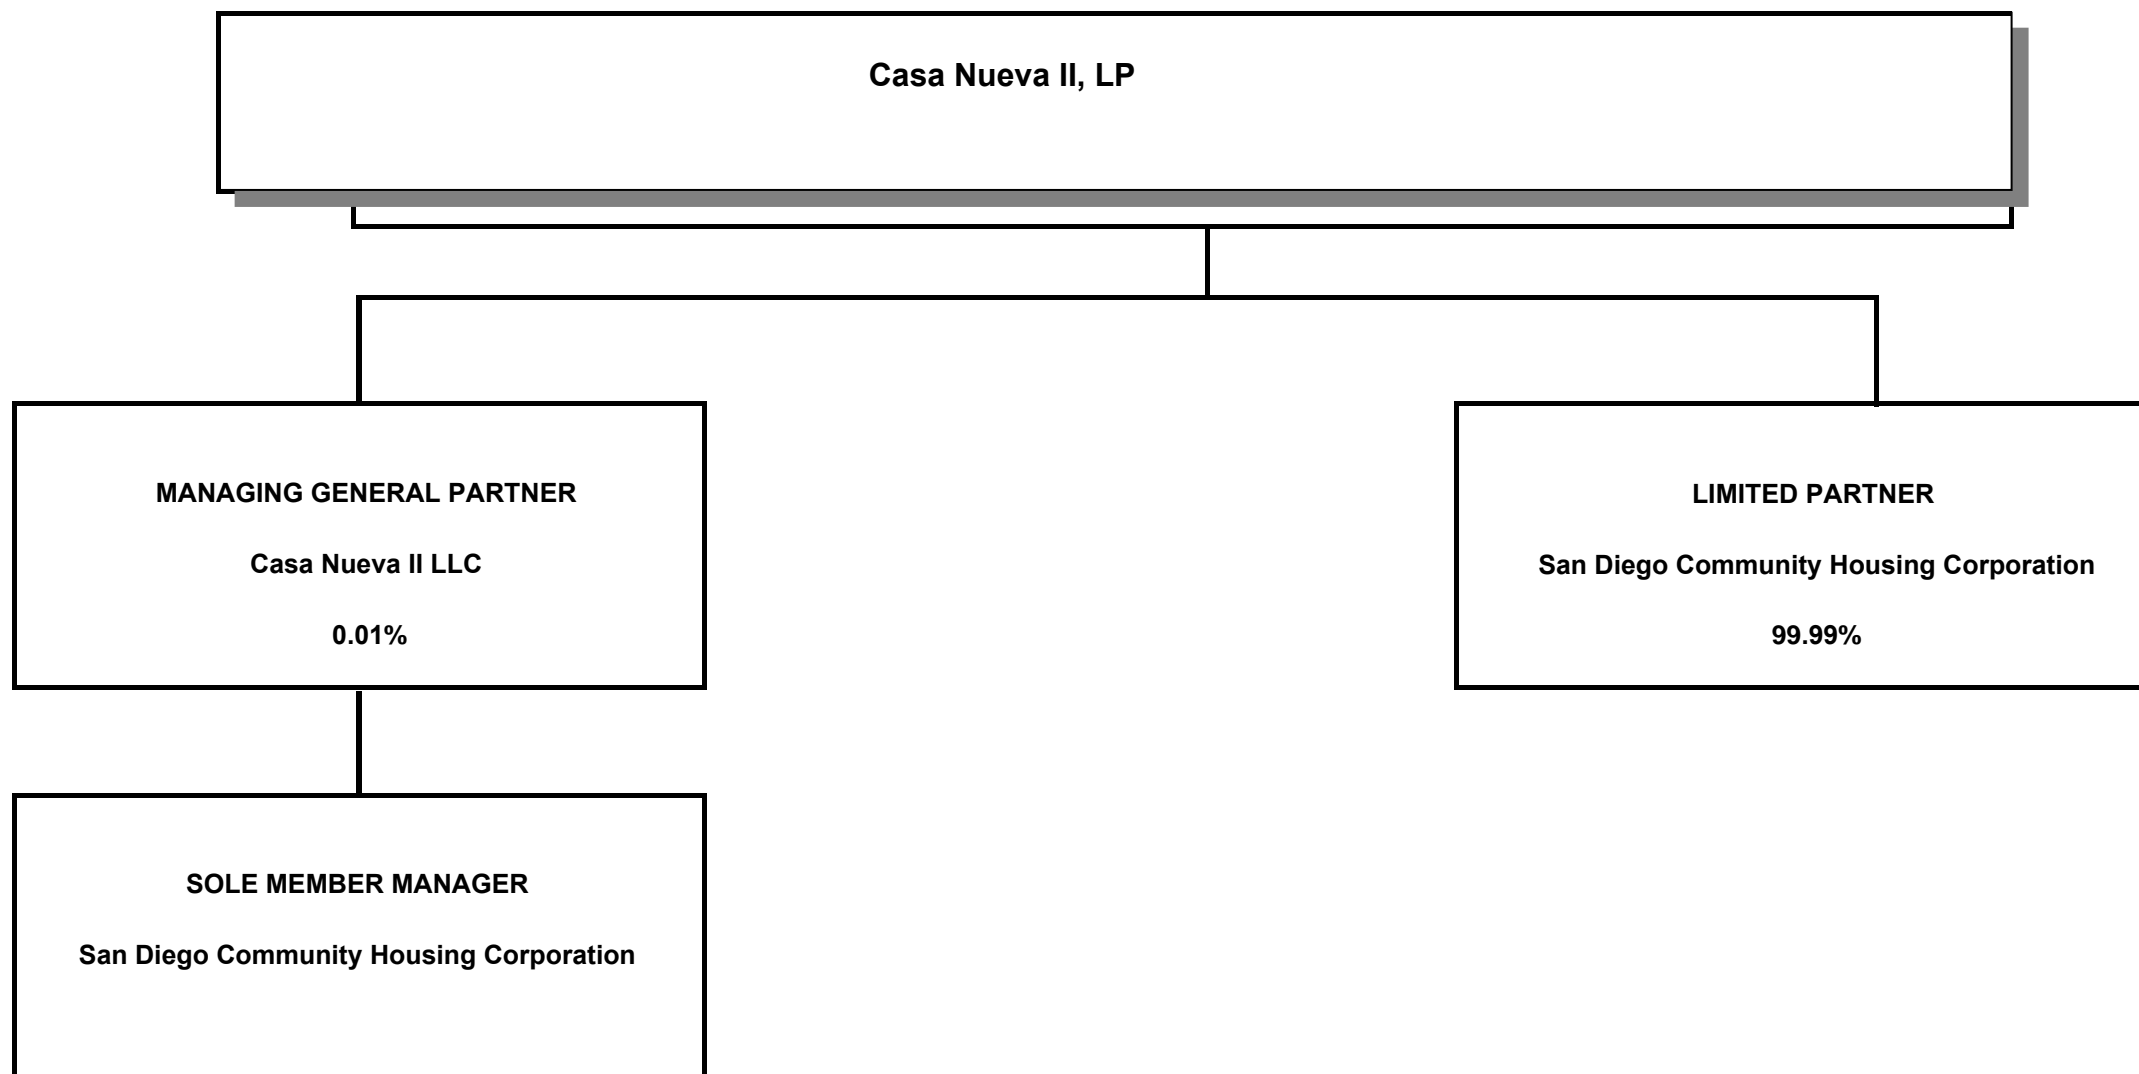 Casa Nueva II, LP
MANAGING GENERAL PARTNER
Casa Nueva II LLC
0.01%
LIMITED PARTNER
San Diego Community Housing Corporation
99.99%
SOLE MEMBER MANAGER
San Diego Community Housing Corporation